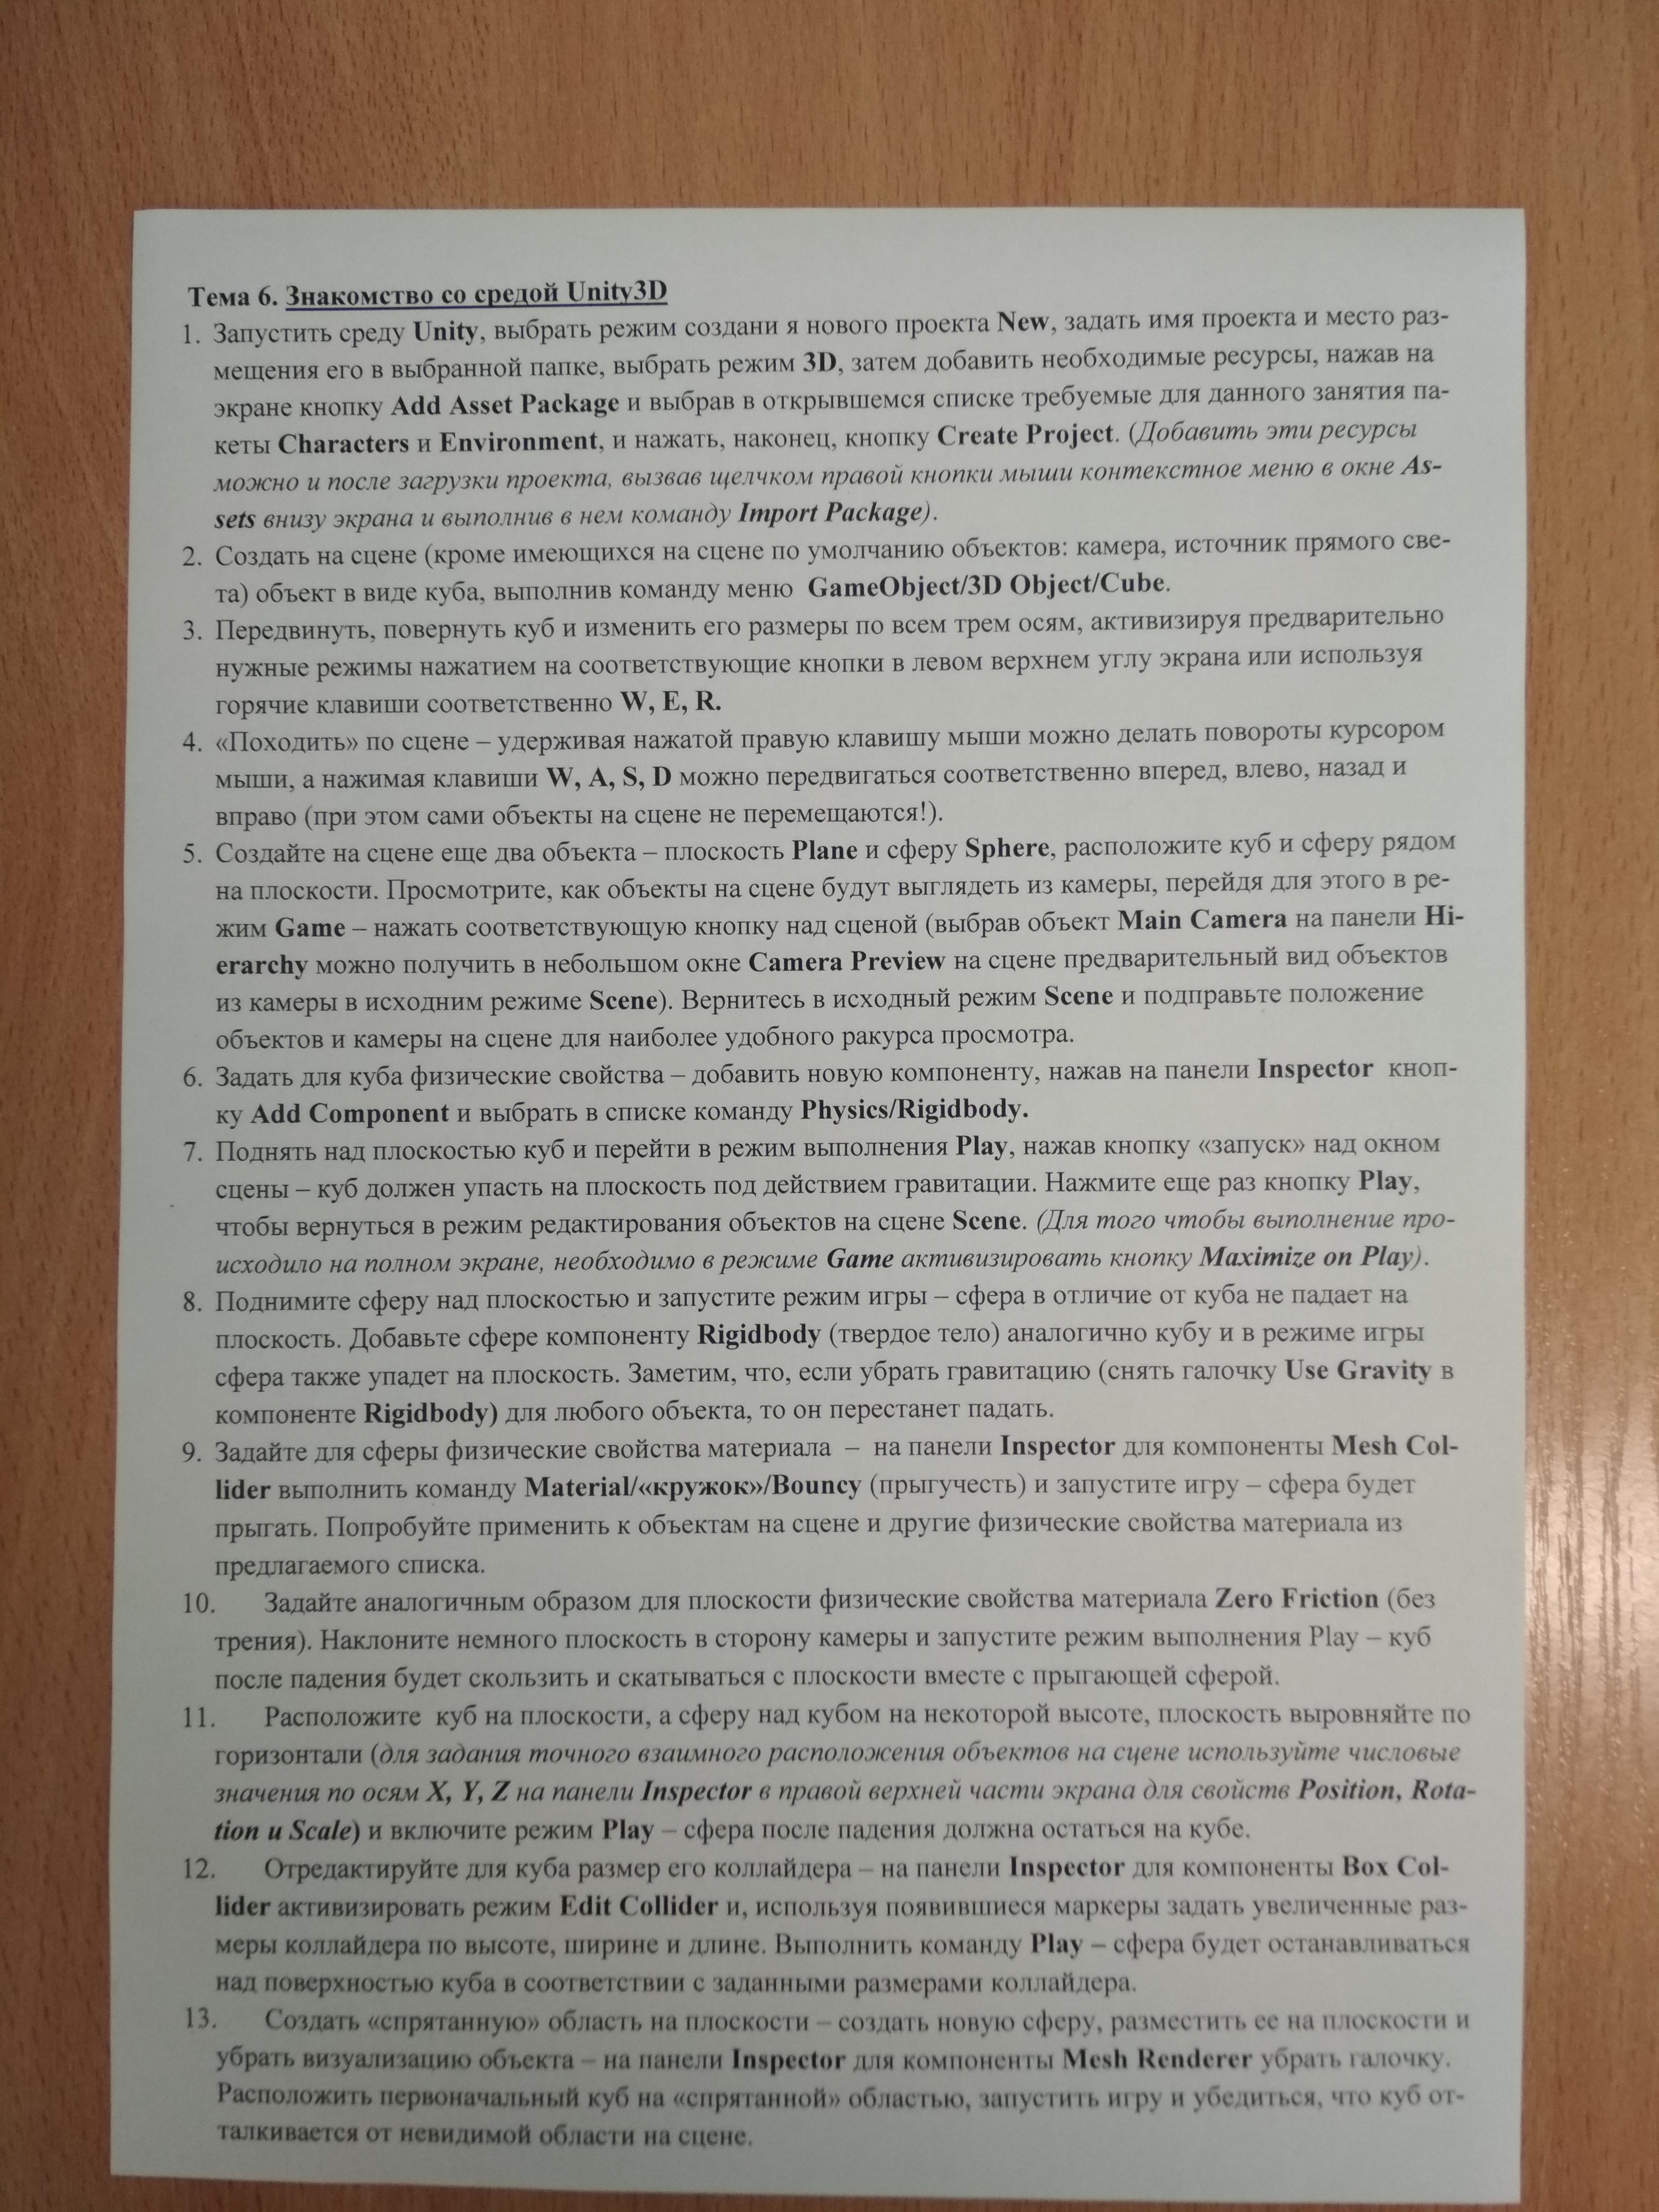 Тема 6. Знакомство со средой Unity3D
1. Запустить среду Unity, выбрать режим создани я нового проекта New, задать имя проекта и место раз-
мещения его в выбранной папке, выбрать режим 3D, затем добавить необходимые ресурсы, нажав на
экране кнопку Add Asset Package и выбрав в открывшемся списке требуемые для данного занятия па-
кеты Characters и Environment, и нажать, наконец, кнопку Create Project. (Добавить эти ресурсы
можно и после загрузки проекта, вызвав щелчком правой кнопки мыши контекстное меню в окне As-
sets внизу экрана и выполнив в нем команду Import Package).
2. Создать на сцене (кроме имеющихся на сцене по умолчанию объектов: камера, источник прямого све-
та) объект в виде куба, выполнив команду меню GameObject/3D Object/Cube.
3. Передвинуть, повернуть куб и изменить его размеры по всем трем осям, активизируя предварительно
нужные режимы нажатием на соответствующие кнопки в левом верхнем углу экрана или используя
горячие клавиши соответственно W, E, R.
4. «Походить» по сцене – удерживая нажатой правую клавишу мыши можно делать повороты курсором
мыши, а нажимая клавиши W, A, S, D можно передвигаться соответственно вперед, влево, назад и
вправо (при этом сами объекты на сцене не перемещаются!).
5. Создайте на сцене еще два объекта – плоскость Plane и сферу Sphere, расположите куб и сферу рядом
на плоскости. Просмотрите, как объекты на сцене будут выглядеть из камеры, перейдя для этого в ре-
жим Game – нажать соответствующую кнопку над сценой (выбрав объект Main Camera на панели Hi-
erarchy можно получить в небольшом окне Camera Preview на сцене предварительный вид объектов
из камеры в исходним режиме Scene). Вернитесь в исходный режим Scene и подправьте положение
объектов и камеры на сцене для наиболее удобного ракурса просмотра.
6. Задать для куба физические свойства – добавить новую компоненту, нажав на панели Inspector кноп-
ку Add Component и выбрать в списке команду Physics/Rigidbody.
7. Поднять над плоскостью куб и перейти в режим выполнения Play, нажав кнопку «запуск» над окном
сцены – куб должен упасть на плоскость под действием гравитации. Нажмите еще раз кнопку Play,
чтобы вернуться в режим редактирования объектов на сцене Scene. (Для того чтобы выполнение про-
исходило на полном экране, необходимо в режиме Game активизировать кнопку Maximize on Play).
8. Поднимите сферу над плоскостью и запустите режим игры – сфера в отличие от куба не падает на
плоскость. Добавьте сфере компоненту Rigidbody (твердое тело) аналогично кубу и в режиме игры
сфера также упадет на плоскость. Заметим, что, если убрать гравитацию (снять галочку Use Gravity в
компоненте Rigidbody) для любого объекта, то он перестанет падать.
9. Задайте для сферы физические свойства материала – на панели Inspector для компоненты Mesh Col-
lider выполнить команду Material/«кружок»/Bouncy (прыгучесть) и запустите игру – сфера будет
прыгать. Попробуйте применить к объектам на сцене и другие физические свойства материала из
предлагаемого списка.
10. Задайте аналогичным образом для плоскости физические свойства материала Zero Friction (без
трения). Наклоните немного плоскость в сторону камеры и запустите режим выполнения Play – куб
после падения будет скользить и скатываться с плоскости вместе с прыгающей сферой.
11. Расположите куб на плоскости, а сферу над кубом на некоторой высоте, плоскость выровняйте по
горизонтали (для задания точного взаимного расположения объектов на сцене используйте числовые
значения по осям X, Y, Z на панели Inspector в правой верхней части экрана для свойств Position, Rota-
tion и Scale) и включите режим Play – сфера после падения должна остаться на кубе.
12. Отредактируйте для куба размер его коллайдера – на панели Inspector для компоненты Box Col-
lider активизировать режим Edit Collider и, используя появившиеся маркеры задать увеличенные раз-
меры коллайдера по высоте, ширине и длине. Выполнить команду Play – сфера будет останавливаться
над поверхностью куба в соответствии с заданными размерами коллайдера.
13. Создать «спрятанную» область на плоскости – создать новую сферу, разместить ее на плоскости и
убрать визуализацию объекта – на панели Inspector для компоненты Mesh Renderer убрать галочку.
Расположить первоначальный куб на «спрятанной» областью, запустить игру и убедиться, что куб от-
талкивается от невидимой области на сцене.